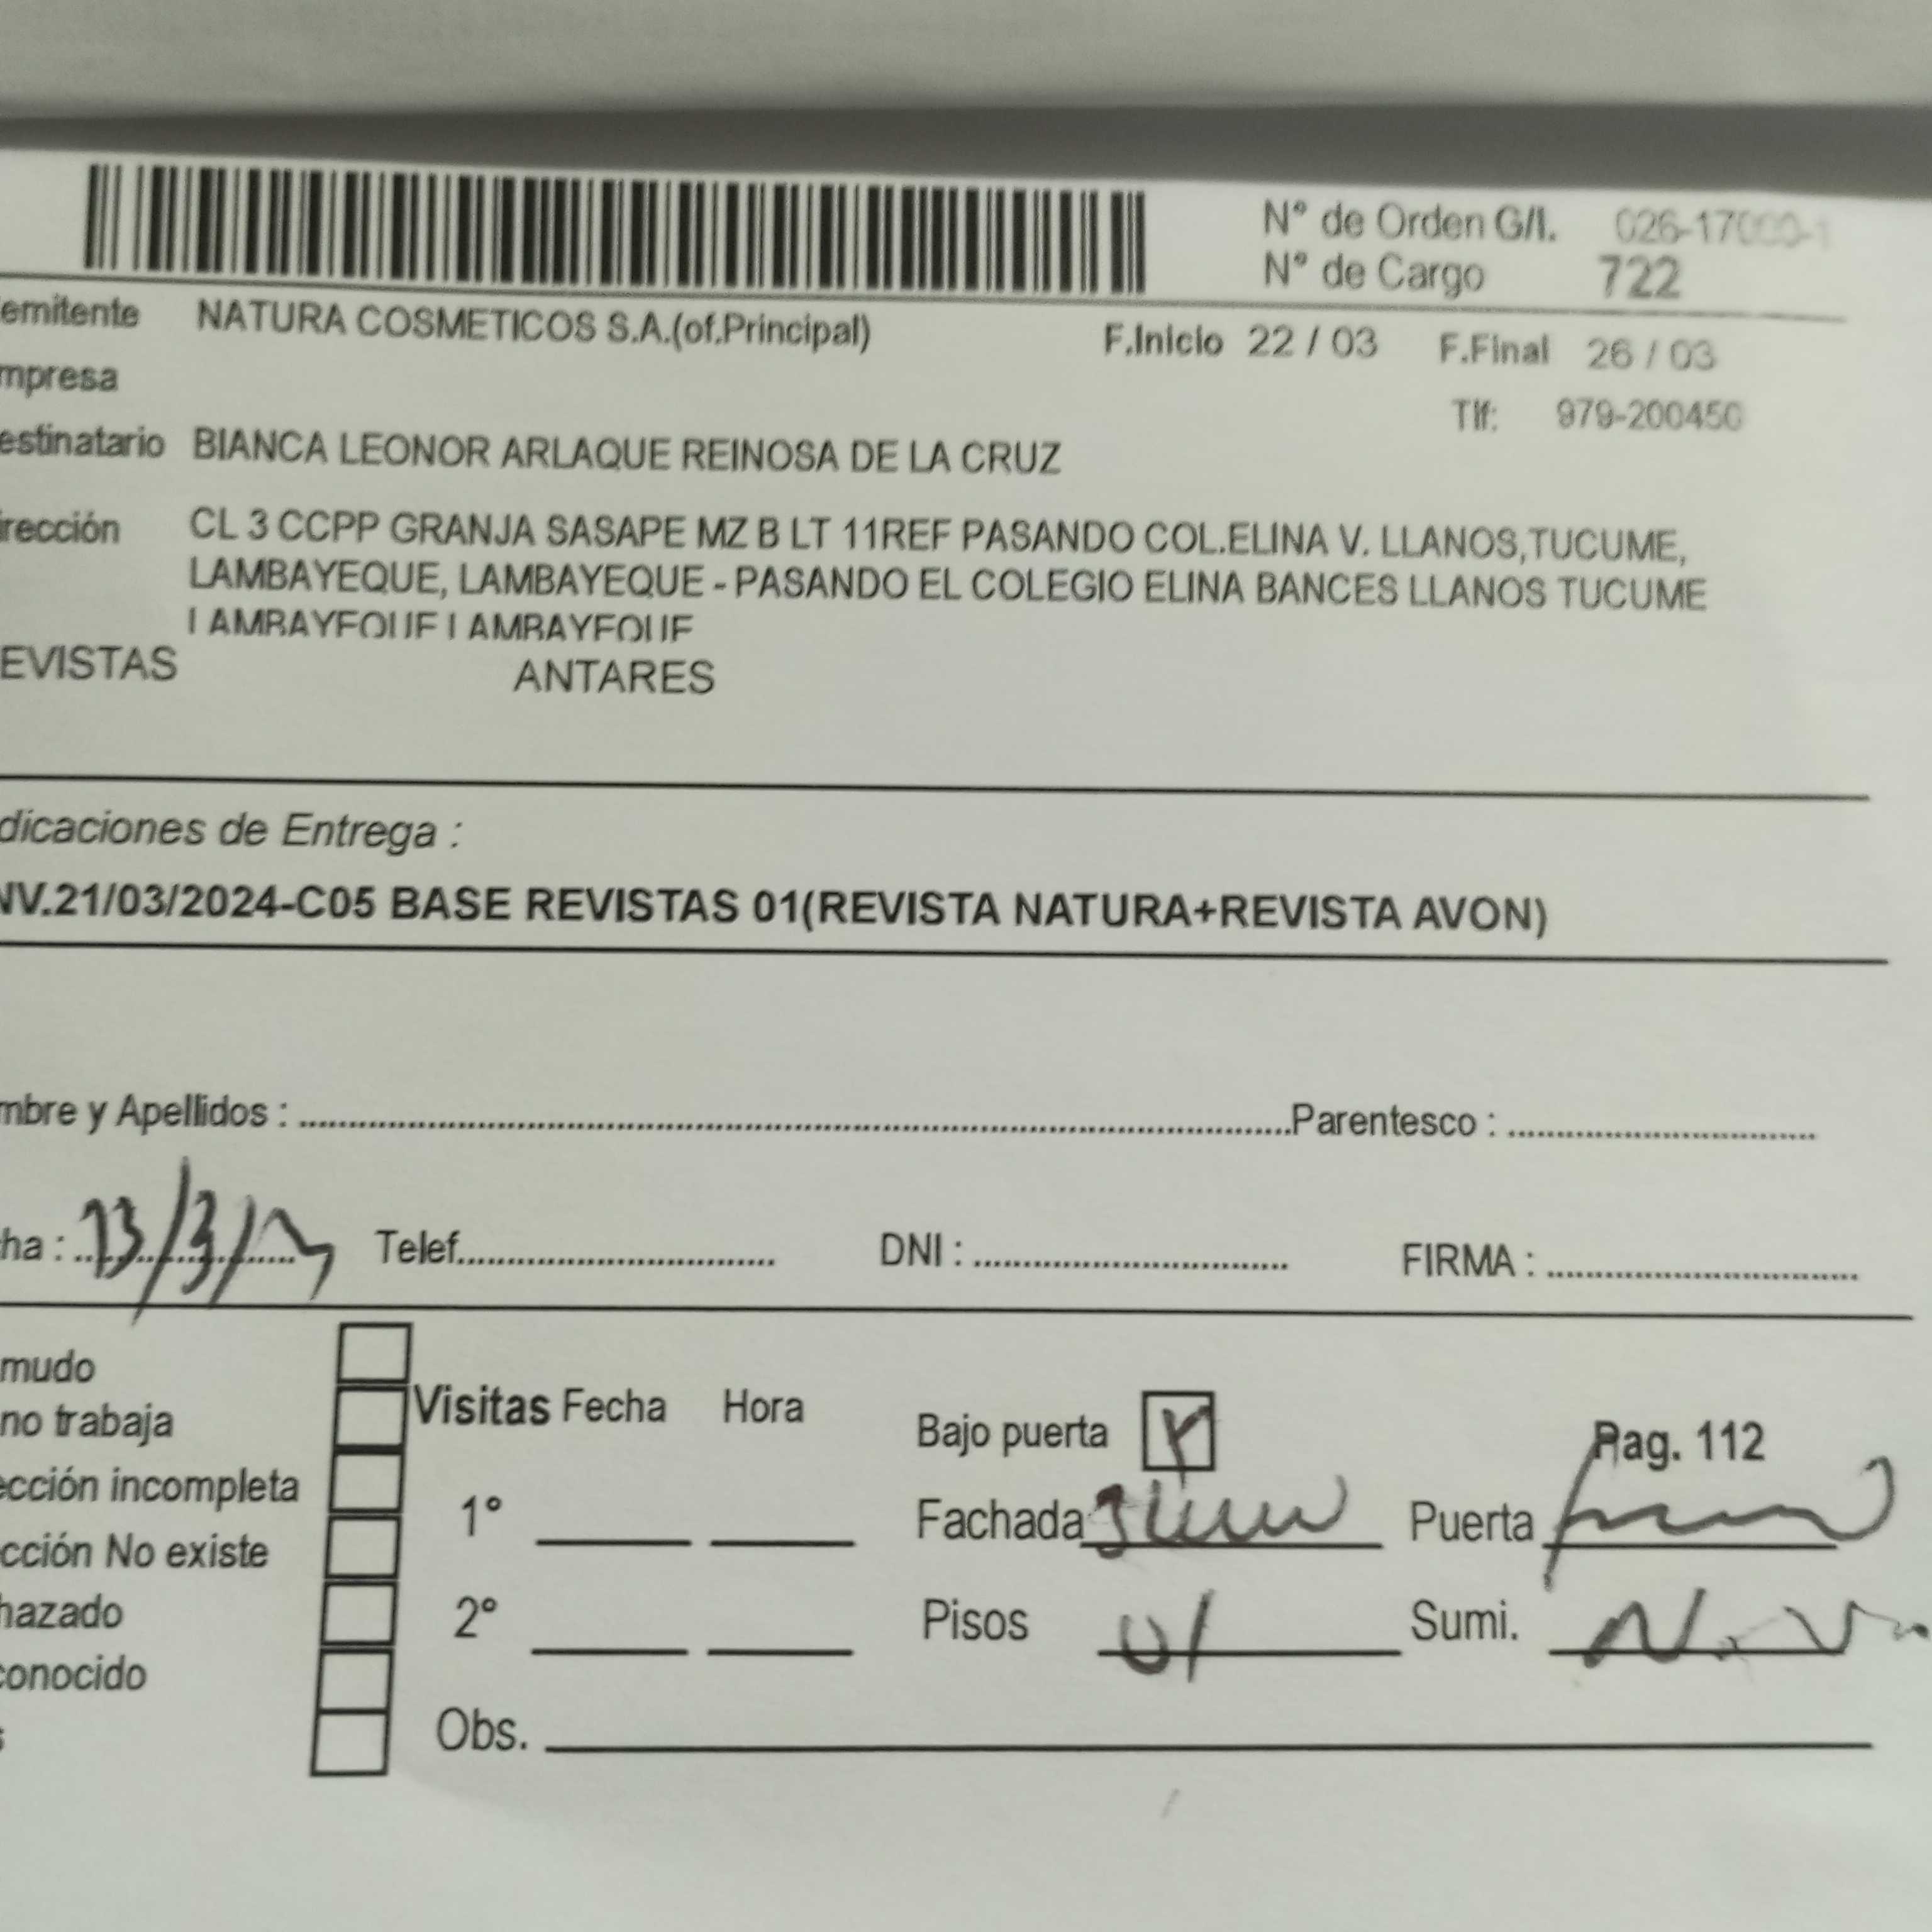 N° de Orden G/I. 026-17000-1
N° de Cargo 722
emitente NATURA COSMETICOS S.A.(of.Principal) F.Inicio 22 / 03 F.Final 26 / 03
mpresa
Tlf: 979-200450
estinatario BIANCA LEONOR ARLAQUE REINOSA DE LA CRUZ
irección CL 3 CCPP GRANJA SASAPE MZ B LT 11REF PASANDO COL.ELINA V. LLANOS,TUCUME,
LAMBAYEQUE, LAMBAYEQUE - PASANDO EL COLEGIO ELINA BANCES LLANOS TUCUME
LAMBAYEQUE LAMBAYEQUE
EVISTAS ANTARES
dicaciones de Entrega :
NV.21/03/2024-C05 BASE REVISTAS 01(REVISTA NATURA+REVISTA AVON)
mbre y Apellidos : Parentesco :
ha : Telef. DNI : FIRMA :
mudo
no trabaja
Visitas Fecha Hora
Bajo puerta
Pag. 112
ección incompleta
1°
Fachada Puerta
cción No existe
hazado
2°
Pisos 01 Sumi.
conocido
s
Obs.